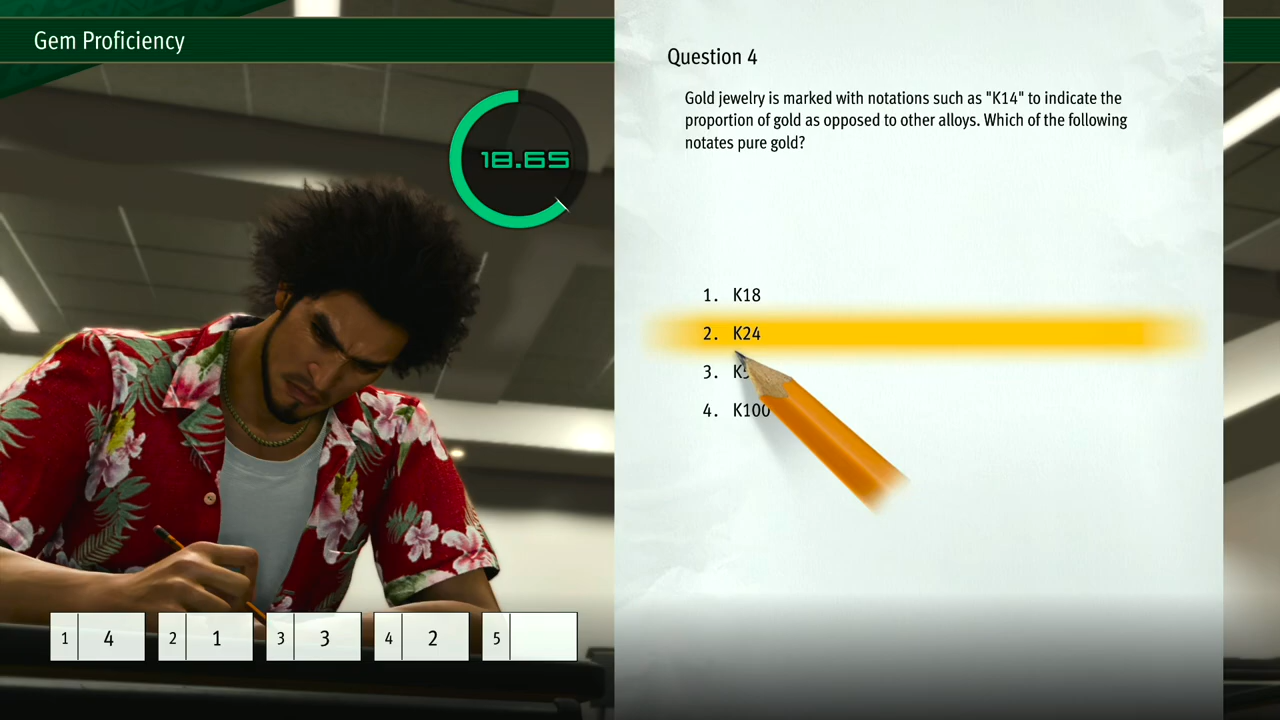 Gem Proficiency
18.65
Question 4
Gold jewelry is marked with notations such as "K14" to indicate the
proportion of gold as opposed to other alloys. Which of the following
notates pure gold?
1. K18
2. K24
3.
4. K100
1 4
2 1
3 3
4 2
5